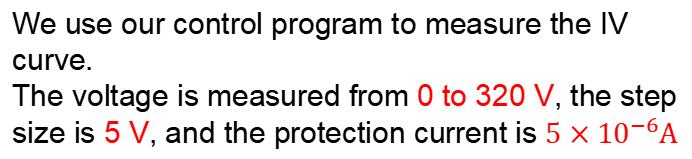 We use our control program to measure the IV
curve.
The voltage is measured from 0 to 320 V, the step
size is 5 V, and the protection current is 5 × 10⁻⁶A